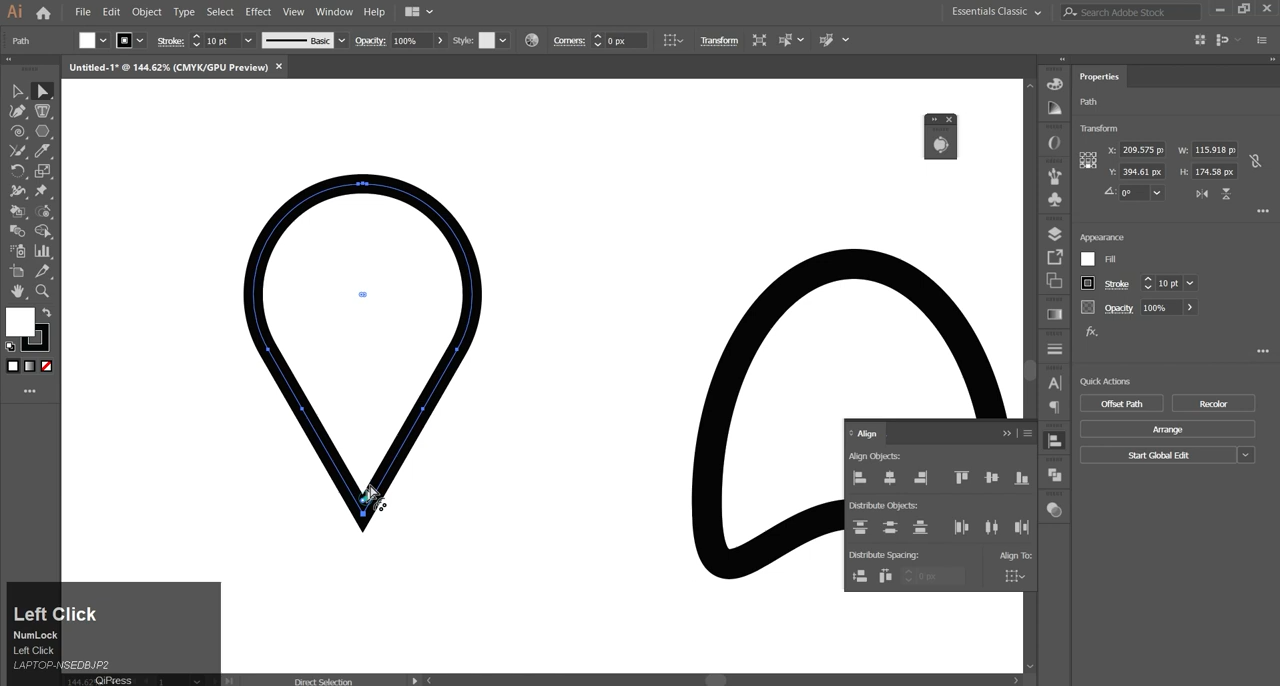 Ai File Edit Object Type Select Effect View Window Help Essentials Classic Search Adobe Stock
Path Stroke: 10 pt Basic Opacity: 100% Style: Corners: 0 px Transform
Untitled-1* @ 144.62% (CMYK/GPU Preview) ×
Properties
Path
Transform
X: 209.575 p W: 115.918 p
Y: 394.61 px H: 174.58 px
0°
Appearance
Fill
Stroke 10 pt
Opacity 100%
fx.
Quick Actions
Offset Path Recolor
Arrange
Start Global Edit
Align
Align Objects:
Distribute Objects:
Distribute Spacing: Align To:
0 px
Left Click
NumLock
Left Click
LAPTOP-NSEDBJP2
QiPress
144.62% 1 Direct Selection